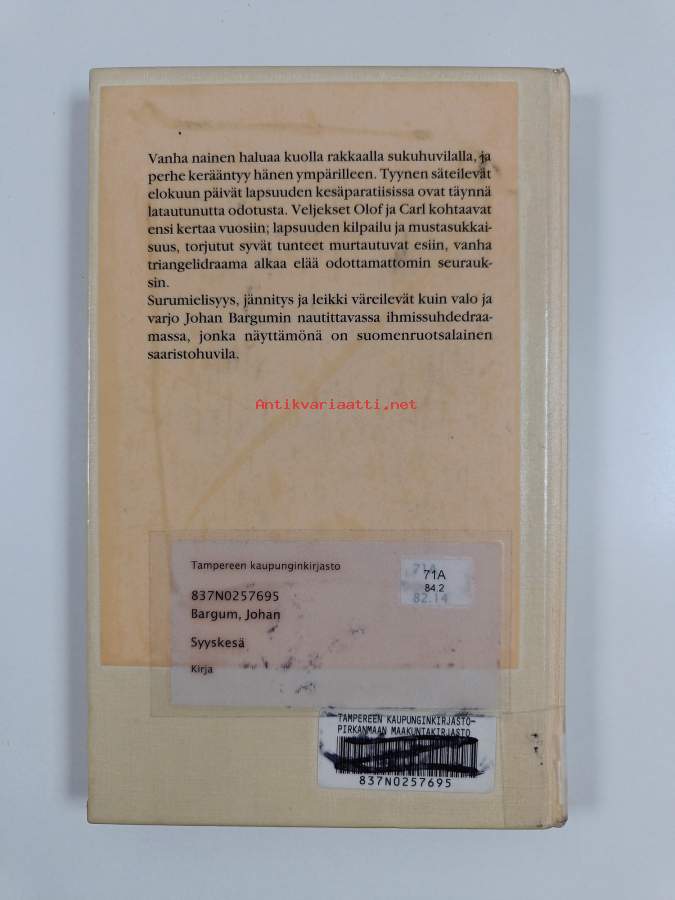 Vanha nainen haluaa kuolla rakkaalla sukuhuvilalla, ja
perhe kerääntyy hänen ympärilleen. Tyynen säteilevät
elokuun päivät lapsuuden kesäparatiisissa ovat täynnä
latautunutta odotusta. Veljekset Olof ja Carl kohtaavat
ensi kertaa vuosiin; lapsuuden kilpailu ja mustasukkai-
suus, torjutut syvät tunteet murtautuvat esiin, vanha
triangelidraama alkaa elää odottamattomin seurauk-
sin.
Surumielisyys, jännitys ja leikki väreilevät kuin valo ja
varjo Johan Bargumin nautittavassa ihmissuhdedraa-
massa, jonka näyttämönä on suomenruotsalainen
saaristohuvila.
Antikvariaatti.net
Tampereen kaupunginkirjasto
71A
84.2
82.14
837N0257695
Bargum, Johan
Syyskesä
Kirja
TAMPEREEN KAUPUNGINKIRJASTO-
PIRKANMAAN MAAKUNTAKIRJASTO
837N0257695